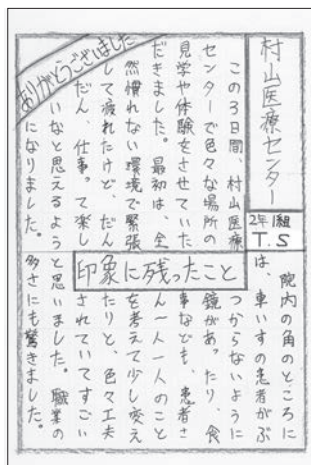 村山医療センター
2年1組
T.S
この3日間、村山医療
センターで色々な場所の
見学や体験をさせていた
だきました。最初は、全
然慣れない環境で緊張
して疲れたけど、だん
だん、仕事って楽し
いなと思えるよう
になりました。
ありがとうございました
印象に残ったこと
院内の角のところに
は、車いすの患者がぶ
つからないように
鏡があったり、食
事なども、患者さ
ん一人一人のこと
を考えて少し変え
たりと、色々工夫
されていてすごい
と思いました。職業の
多さにも驚きました。